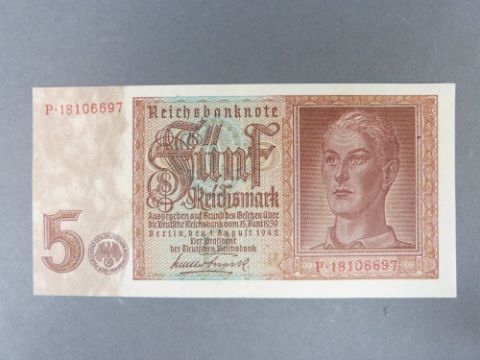 P·18106697
Reichsbanknote
Fünf
Reichsmark
Ausgegeben auf Grund des Gesetzes über
die Deutsche Reichsbank vom 15. Juni 1939
Berlin, den 1. August 1942
Der Präsident
der Deutschen Reichsbank
5
P·18106697